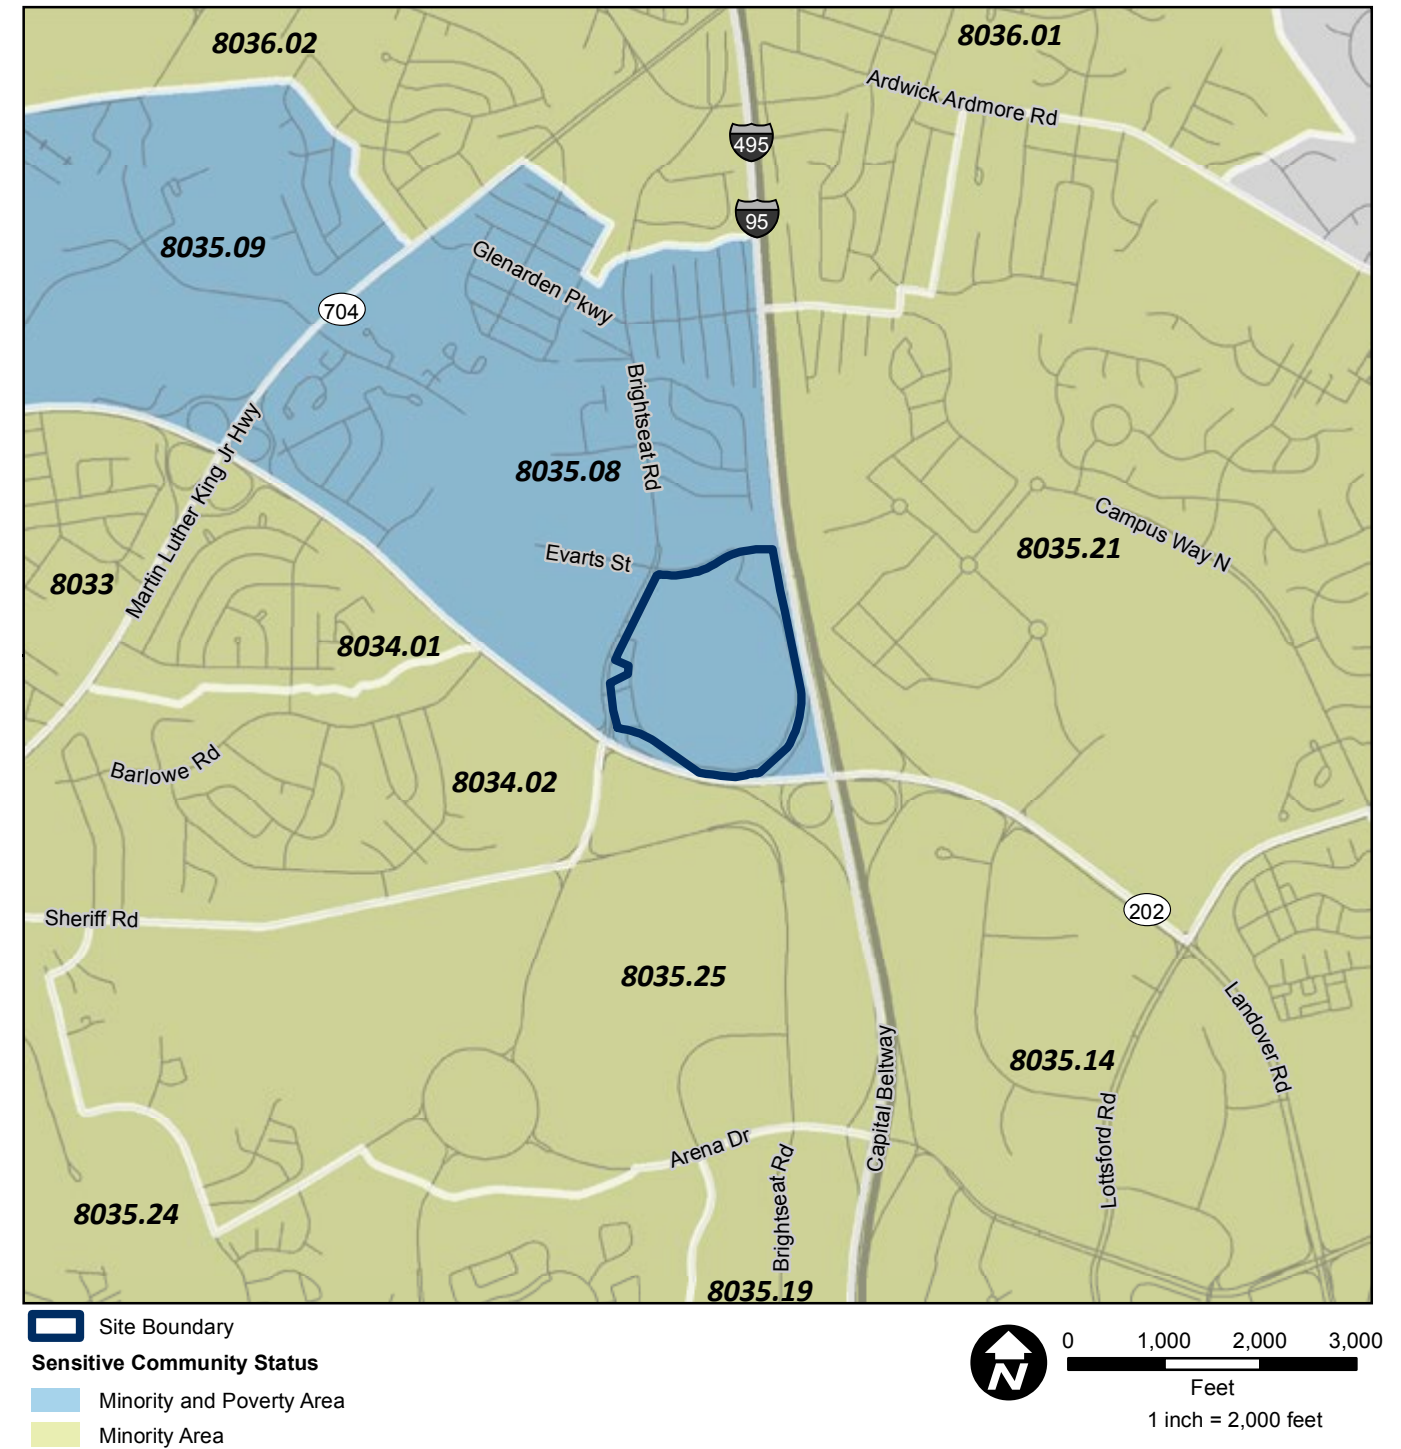 8036.02
8036.01
Ardwick Ardmore Rd
495
95
8035.09
Glenarden Pkwy
704
Brightseat Rd
Martin Luther King Jr Hwy
8035.08
Campus Way N
8035.21
Evarts St
8033
8034.01
Barlowe Rd
8034.02
202
Sheriff Rd
8035.25
Landover Rd
8035.14
Capital Beltway
Lottsford Rd
Arena Dr
Brightseat Rd
8035.24
8035.19
Site Boundary
Sensitive Community Status
Minority and Poverty Area
Minority Area
N
0 1,000 2,000 3,000
Feet
1 inch = 2,000 feet